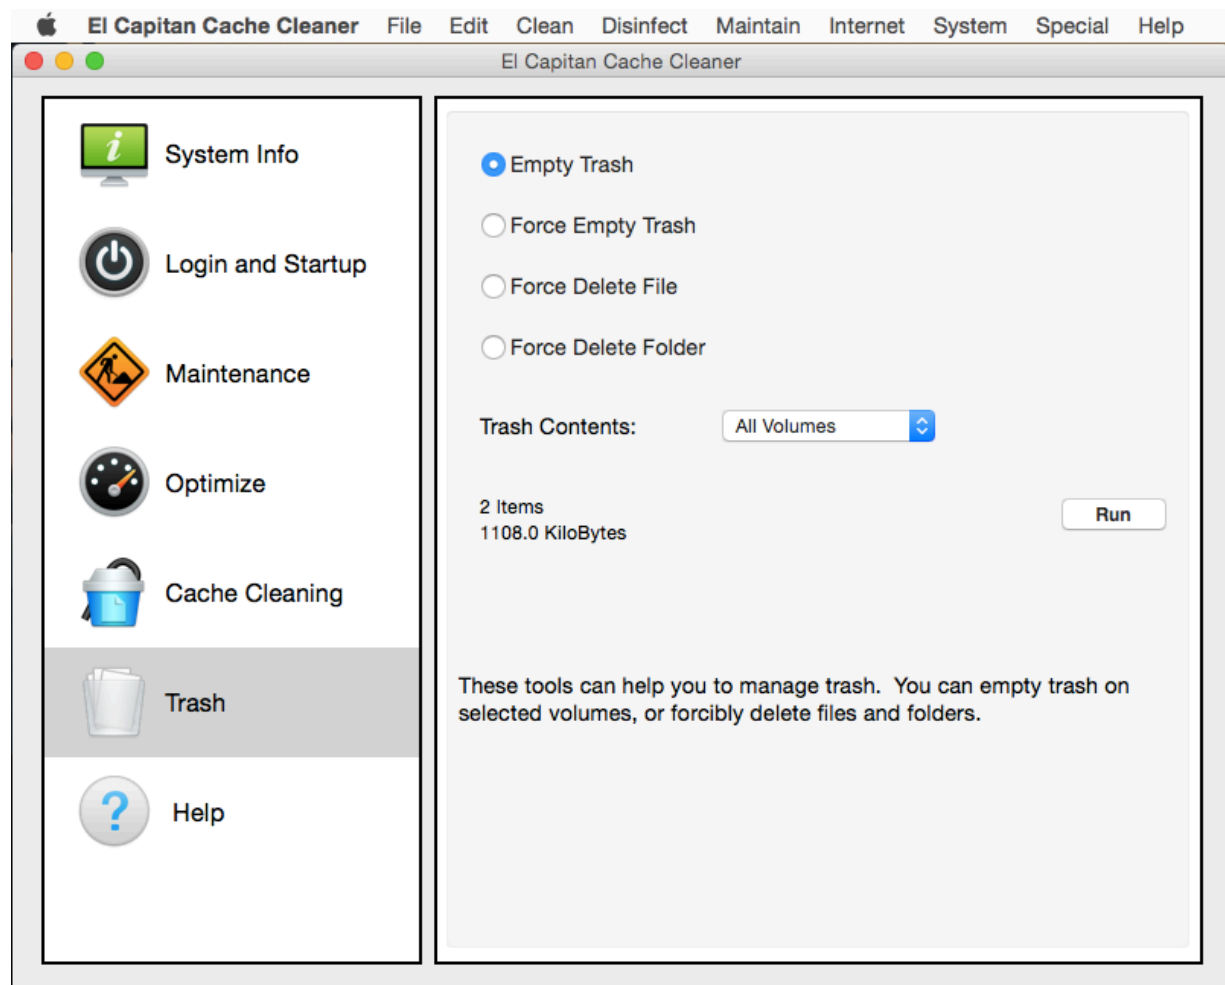 El Capitan Cache Cleaner File Edit Clean Disinfect Maintain Internet System Special Help
El Capitan Cache Cleaner
System Info
Login and Startup
Maintenance
Optimize
Cache Cleaning
Trash
Help
Empty Trash
Force Empty Trash
Force Delete File
Force Delete Folder
Trash Contents: All Volumes
2 Items
1108.0 KiloBytes
Run
These tools can help you to manage trash. You can empty trash on
selected volumes, or forcibly delete files and folders.